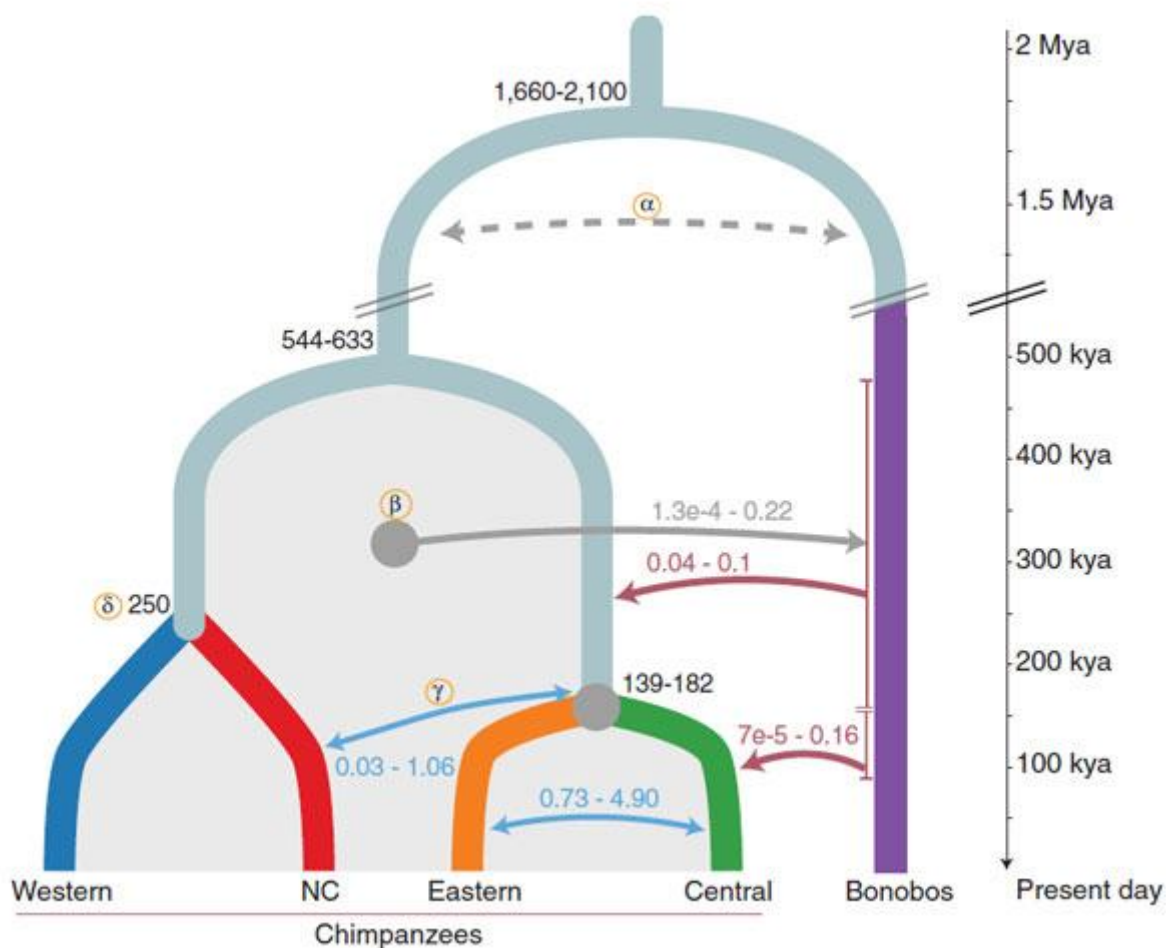 2 Mya
1,660-2,100
1.5 Mya
α
544-633
500 kya
400 kya
β
1.3e-4 - 0.22
300 kya
0.04 - 0.1
δ 250
200 kya
γ
139-182
7e-5 - 0.16
0.03 - 1.06
100 kya
0.73 - 4.90
Western NC Eastern Central Bonobos Present day
Chimpanzees